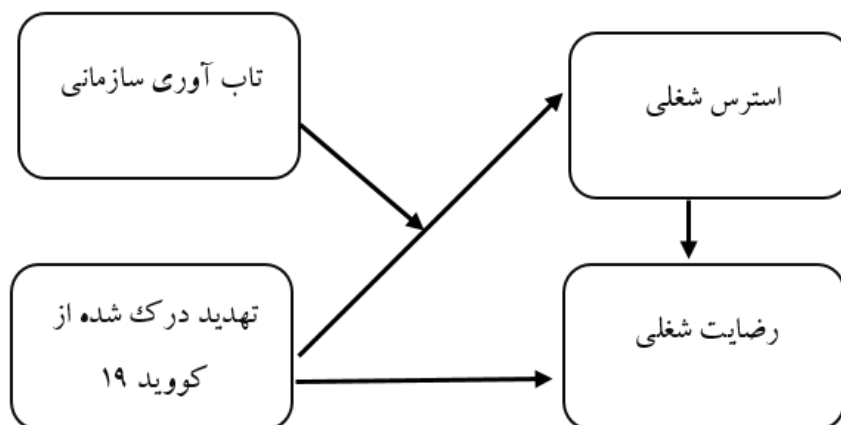 تاب آوری سازمانی
استرس شغلی
تهدید درک شده از
کووید ۱۹
رضایت شغلی